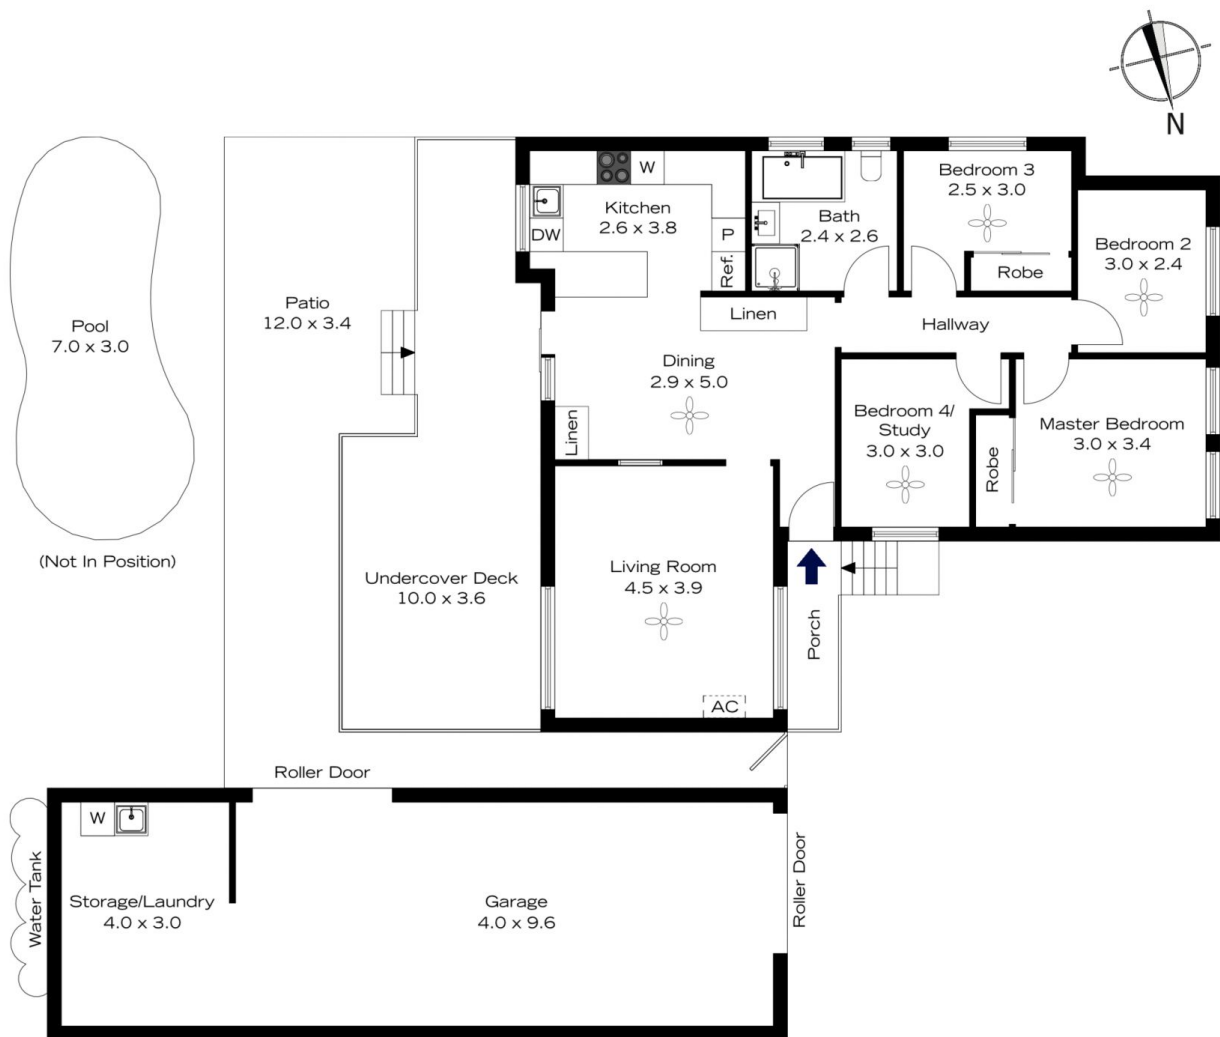 N
W
Kitchen
2.6 x 3.8
DW
P
Ref.
Bath
2.4 x 2.6
Bedroom 3
2.5 x 3.0
Robe
Bedroom 2
3.0 x 2.4
Pool
7.0 x 3.0
(Not In Position)
Patio
12.0 x 3.4
Linen
Hallway
Dining
2.9 x 5.0
Linen
Bedroom 4/
Study
3.0 x 3.0
Robe
Master Bedroom
3.0 x 3.4
Undercover Deck
10.0 x 3.6
Living Room
4.5 x 3.9
AC
Porch
Roller Door
W
Storage/Laundry
4.0 x 3.0
Water Tank
Garage
4.0 x 9.6
Roller Door